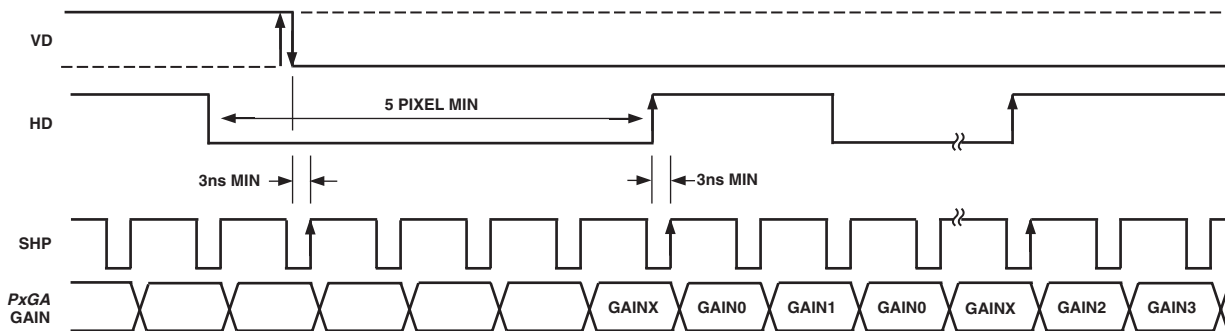 VD
5 PIXEL MIN
HD
3ns MIN
3ns MIN
SHP
PxGA
GAIN
GAINX
GAIN0
GAIN1
GAIN0
GAINX
GAIN2
GAIN3